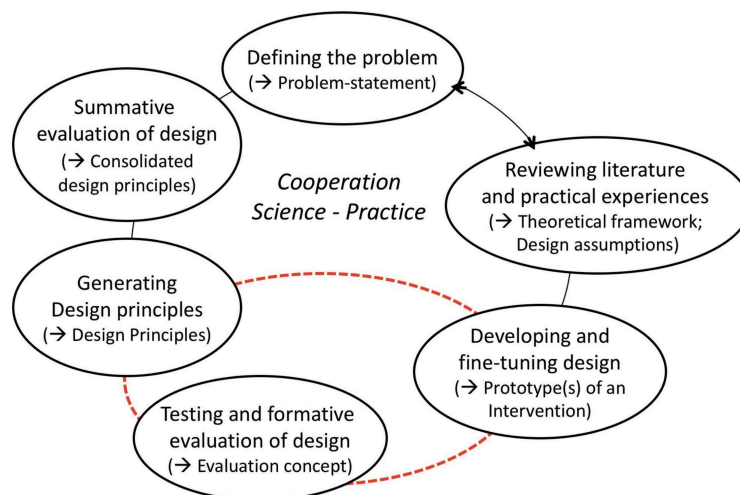 Defining the problem
(→ Problem-statement)
Summative
evaluation of design
(→ Consolidated
design principles)
Cooperation
Science - Practice
Reviewing literature
and practical experiences
(→ Theoretical framework;
Design assumptions)
Generating
Design principles
(→ Design Principles)
Developing and
fine-tuning design
(→ Prototype(s) of an
Intervention)
Testing and formative
evaluation of design
(→ Evaluation concept)